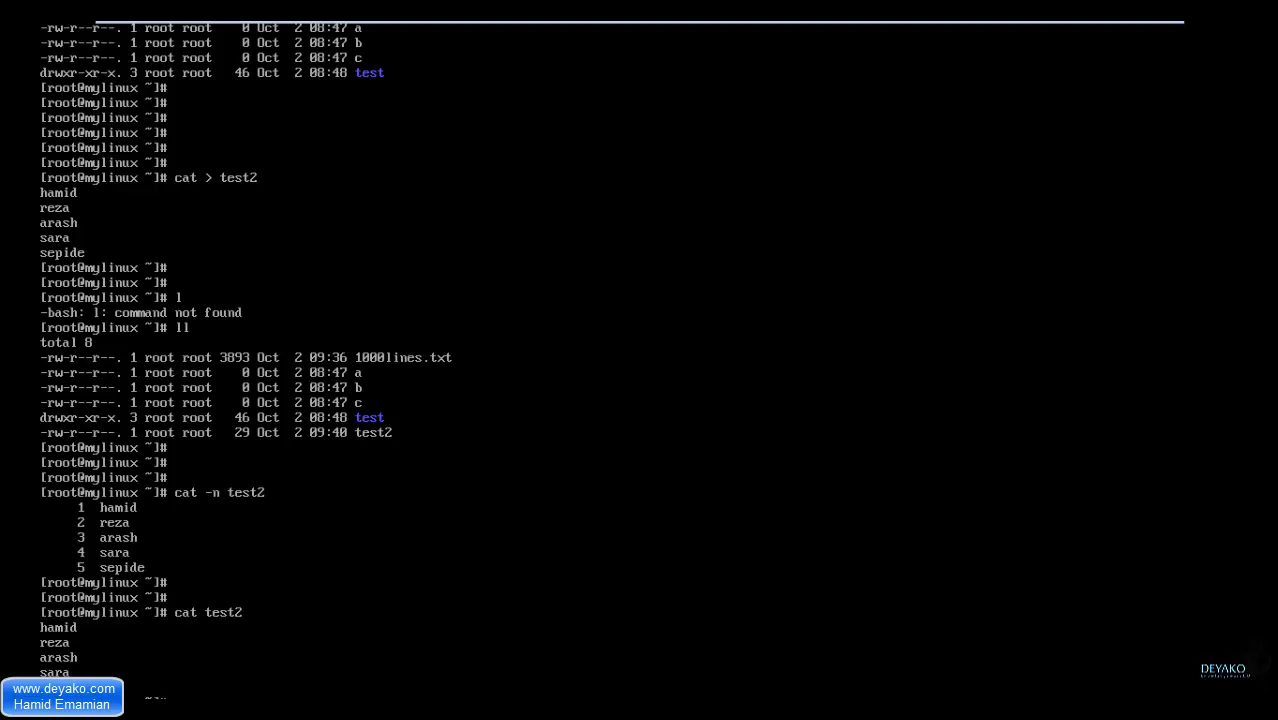 -rw-r--r--. 1 root root    0 Oct  2 08:47 a
-rw-r--r--. 1 root root    0 Oct  2 08:47 b
-rw-r--r--. 1 root root    0 Oct  2 08:47 c
drwxr-xr-x. 3 root root   46 Oct  2 08:48 test
[root@mylinux ~]#
[root@mylinux ~]#
[root@mylinux ~]#
[root@mylinux ~]#
[root@mylinux ~]#
[root@mylinux ~]#
[root@mylinux ~]# cat > test2
hamid
reza
arash
sara
sepide
[root@mylinux ~]#
[root@mylinux ~]#
[root@mylinux ~]# l
-bash: l: command not found
[root@mylinux ~]# ll
total 8
-rw-r--r--. 1 root root 3893 Oct  2 09:36 1000lines.txt
-rw-r--r--. 1 root root    0 Oct  2 08:47 a
-rw-r--r--. 1 root root    0 Oct  2 08:47 b
-rw-r--r--. 1 root root    0 Oct  2 08:47 c
drwxr-xr-x. 3 root root   46 Oct  2 08:48 test
-rw-r--r--. 1 root root   29 Oct  2 09:40 test2
[root@mylinux ~]#
[root@mylinux ~]#
[root@mylinux ~]#
[root@mylinux ~]# cat -n test2
     1  hamid
     2  reza
     3  arash
     4  sara
     5  sepide
[root@mylinux ~]#
[root@mylinux ~]#
[root@mylinux ~]# cat test2
hamid
reza
arash
sara
www.deyako.com
Hamid Emamian
DEYAKO